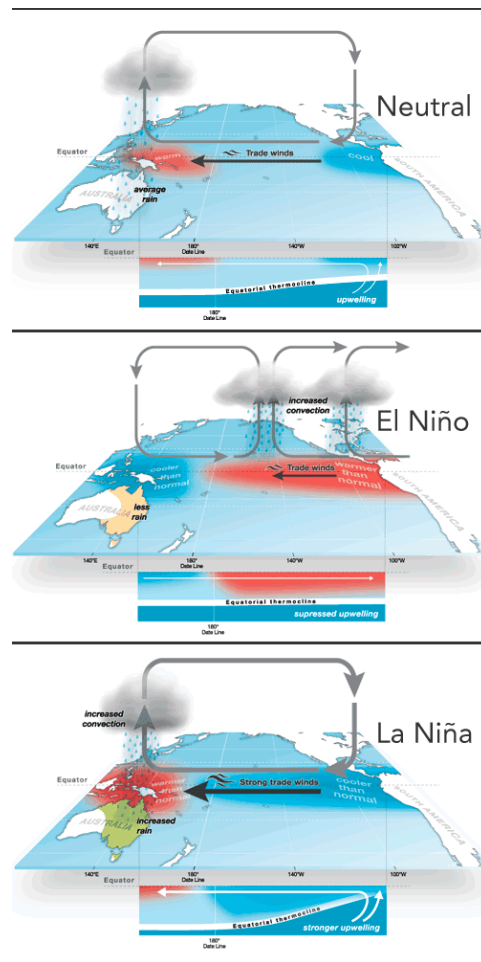 Neutral
Equator
Trade winds
warm
cool
AUSTRALIA
average
rain
SOUTH AMERICA
140°E
180°
Date Line
140°W
100°W
Equator
Equatorial thermocline
upwelling
180°
Date Line
increased
convection
El Niño
Equator
Trade winds
cooler
than
normal
warmer
than
normal
AUSTRALIA
less
rain
SOUTH AMERICA
140°E
180°
Date Line
140°W
100°W
Equator
Equatorial thermocline
supressed upwelling
180°
Date Line
increased
convection
La Niña
Equator
Strong trade winds
warmer
than
normal
cooler
than
normal
AUSTRALIA
increased
rain
SOUTH AMERICA
140°E
180°
Date Line
140°W
100°W
Equator
Equatorial thermocline
stronger upwelling
180°
Date Line